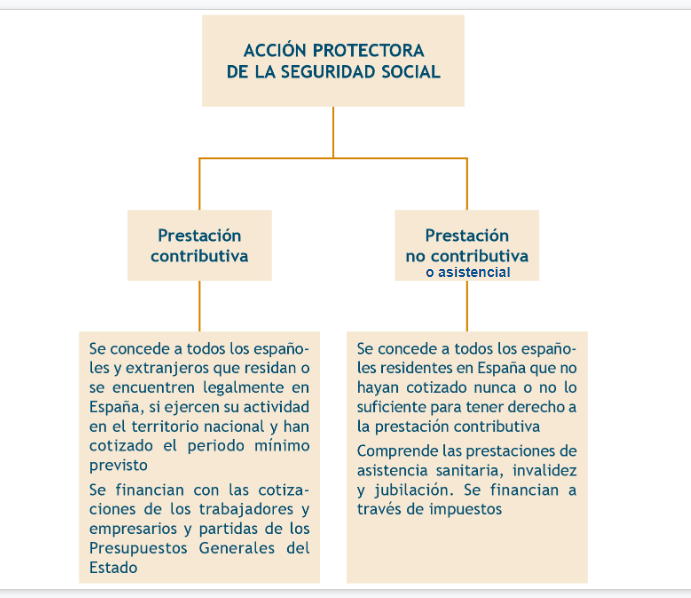 ACCIÓN PROTECTORA
DE LA SEGURIDAD SOCIAL
Prestación
contributiva
Prestación
no contributiva
o asistencial
Se concede a todos los españo-
les y extranjeros que residan o
se encuentren legalmente en
España, si ejercen su actividad
en el territorio nacional y han
cotizado el periodo mínimo
previsto
Se financian con las cotiza-
ciones de los trabajadores y
empresarios y partidas de los
Presupuestos Generales del
Estado
Se concede a todos los españo-
les residentes en España que no
hayan cotizado nunca o no lo
suficiente para tener derecho a
la prestación contributiva
Comprende las prestaciones de
asistencia sanitaria, invalidez
y jubilación. Se financian a
través de impuestos